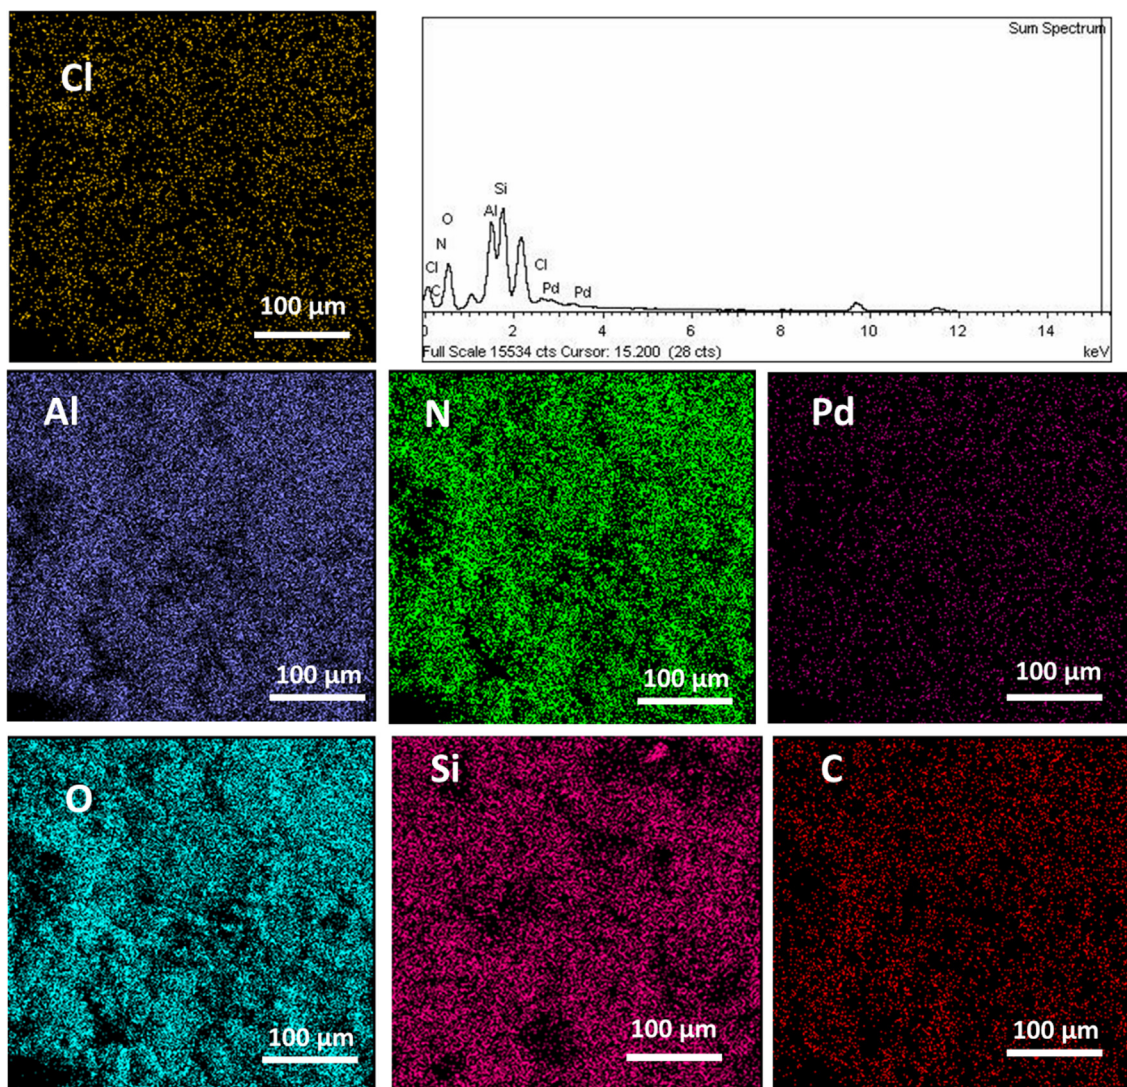 Cl
100 µm
Sum Spectrum
Si
Al
O
N
Cl
C
Cl
Pd
Pd
0 2 4 6 8 10 12 14
Full Scale 15534 cts Cursor: 15.200 (28 cts) keV
Al
100 µm
N
100 µm
Pd
100 µm
O
100 µm
Si
100 µm
C
100 µm